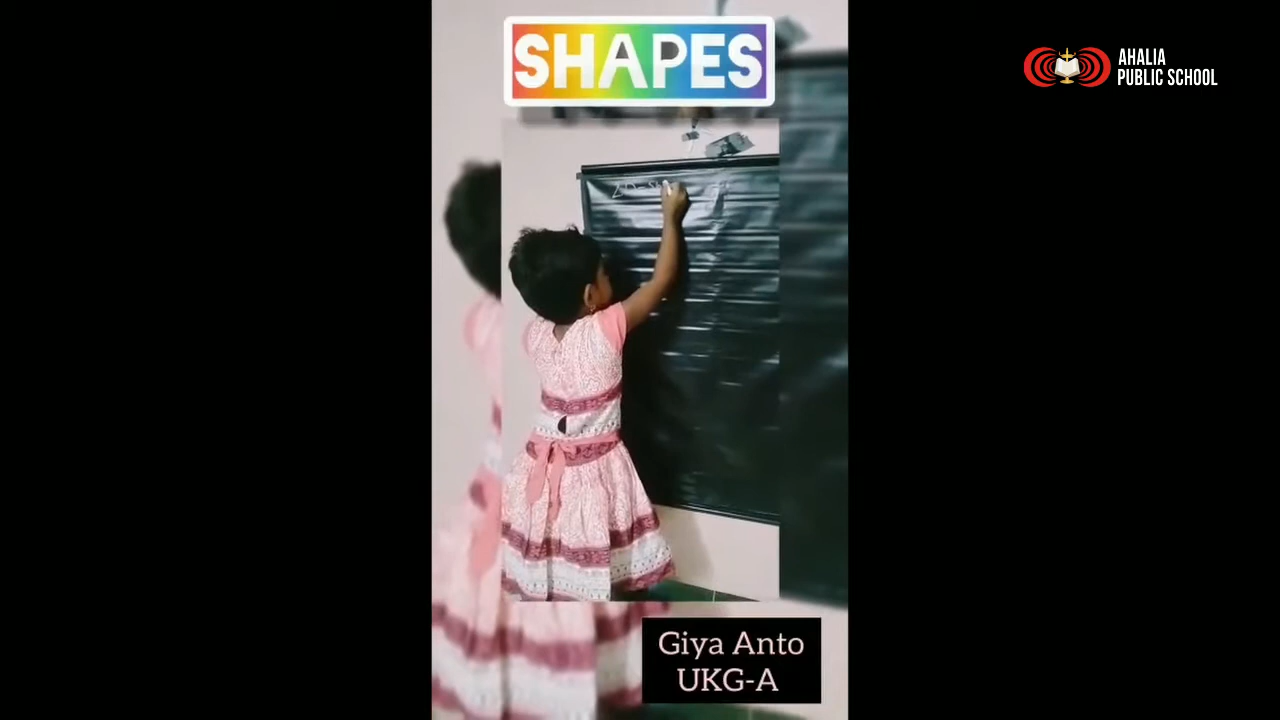 SHAPES
AHALIA
PUBLIC SCHOOL
Giya Anto
UKG-A